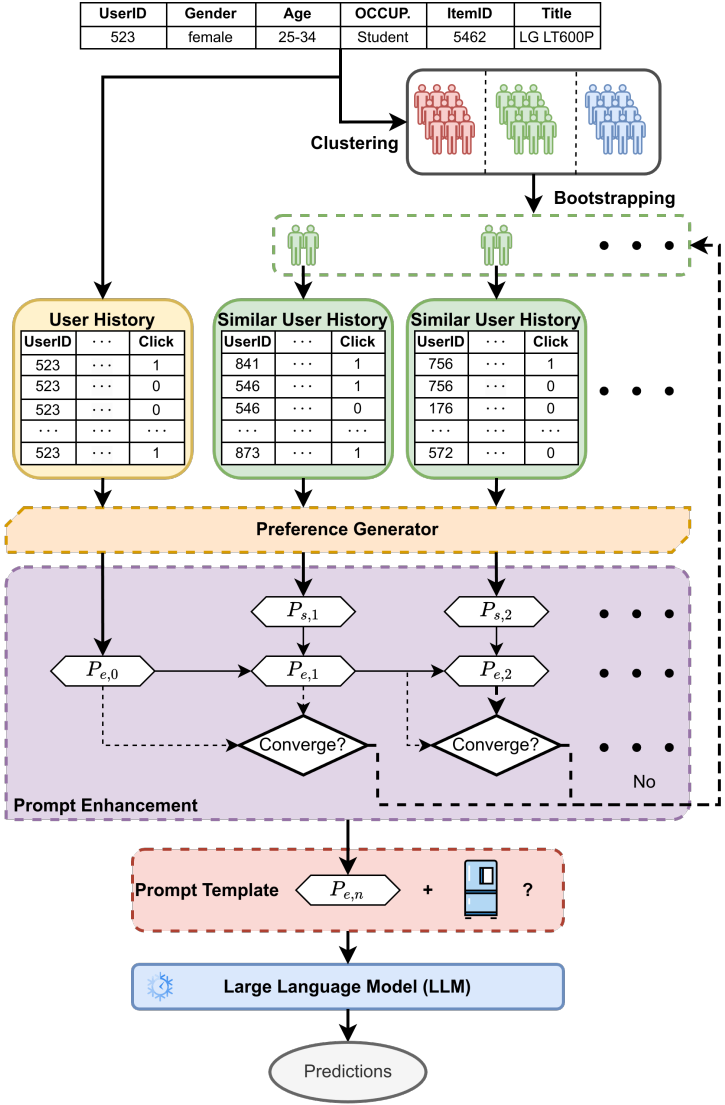 UserID Gender Age OCCUP. ItemID Title
523 female 25-34 Student 5462 LG LT600P
Clustering
Bootstrapping
• • •
User History
UserID · · · Click
523 · · · 1
523 · · · 0
523 · · · 0
· · · · · · · · ·
523 · · · 1
Similar User History
UserID · · · Click
841 · · · 1
546 · · · 1
546 · · · 0
· · · · · · · · ·
873 · · · 1
Similar User History
UserID · · · Click
756 · · · 1
756 · · · 0
176 · · · 0
· · · · · · · · ·
572 · · · 0
• • •
Preference Generator
P_{s,1} P_{s,2} • • •
P_{e,0} P_{e,1} P_{e,2} • • •
Converge? Converge? • • •
No
Prompt Enhancement
Prompt Template P_{e,n} + ?
Large Language Model (LLM)
Predictions